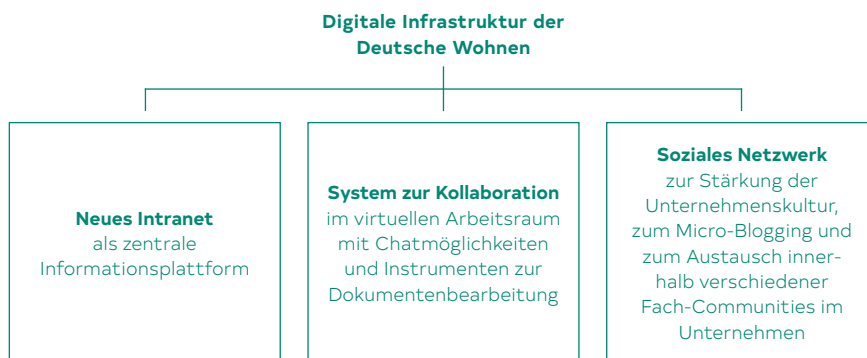 Digitale Infrastruktur der
Deutsche Wohnen
Neues Intranet
als zentrale
Informationsplattform
System zur Kollaboration
im virtuellen Arbeitsraum
mit Chatmöglichkeiten
und Instrumenten zur
Dokumentenbearbeitung
Soziales Netzwerk
zur Stärkung der
Unternehmenskultur,
zum Micro-Blogging und
zum Austausch inner-
halb verschiedener
Fach-Communities im
Unternehmen